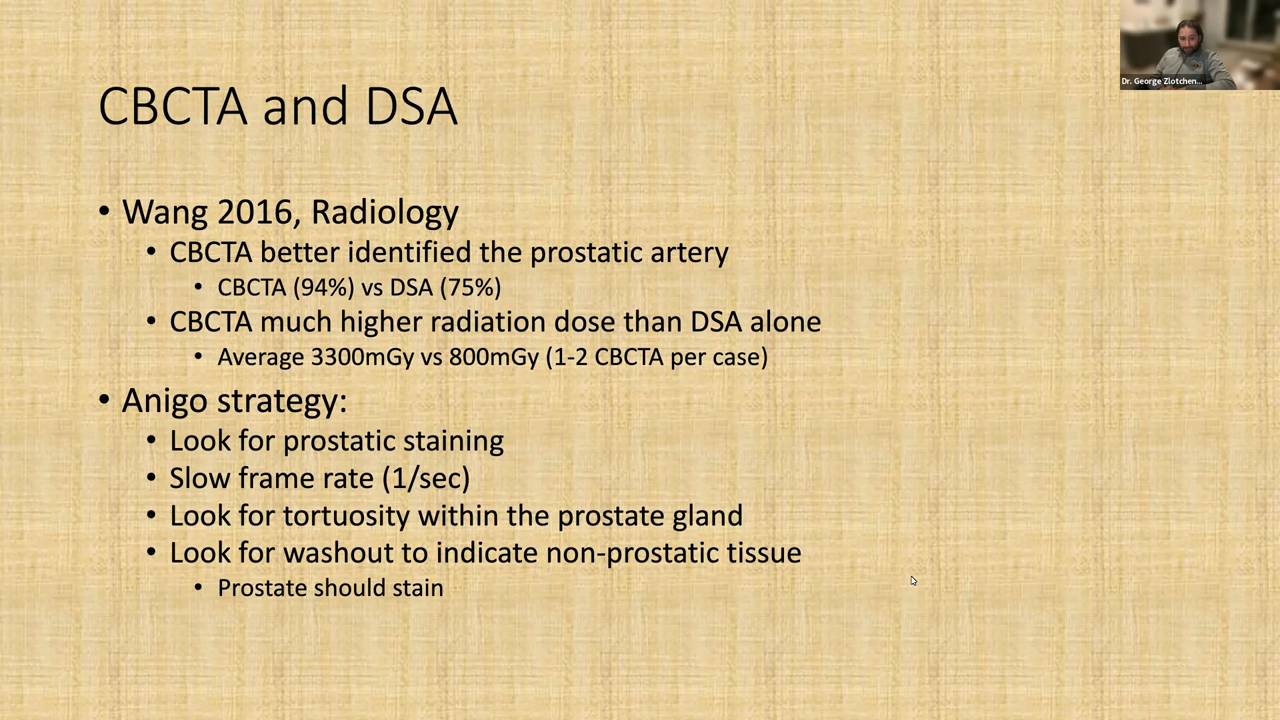 Dr. George Zlotchen...
CBCTA and DSA
• Wang 2016, Radiology
• CBCTA better identified the prostatic artery
• CBCTA (94%) vs DSA (75%)
• CBCTA much higher radiation dose than DSA alone
• Average 3300mGy vs 800mGy (1-2 CBCTA per case)
• Anigo strategy:
• Look for prostatic staining
• Slow frame rate (1/sec)
• Look for tortuosity within the prostate gland
• Look for washout to indicate non-prostatic tissue
• Prostate should stain